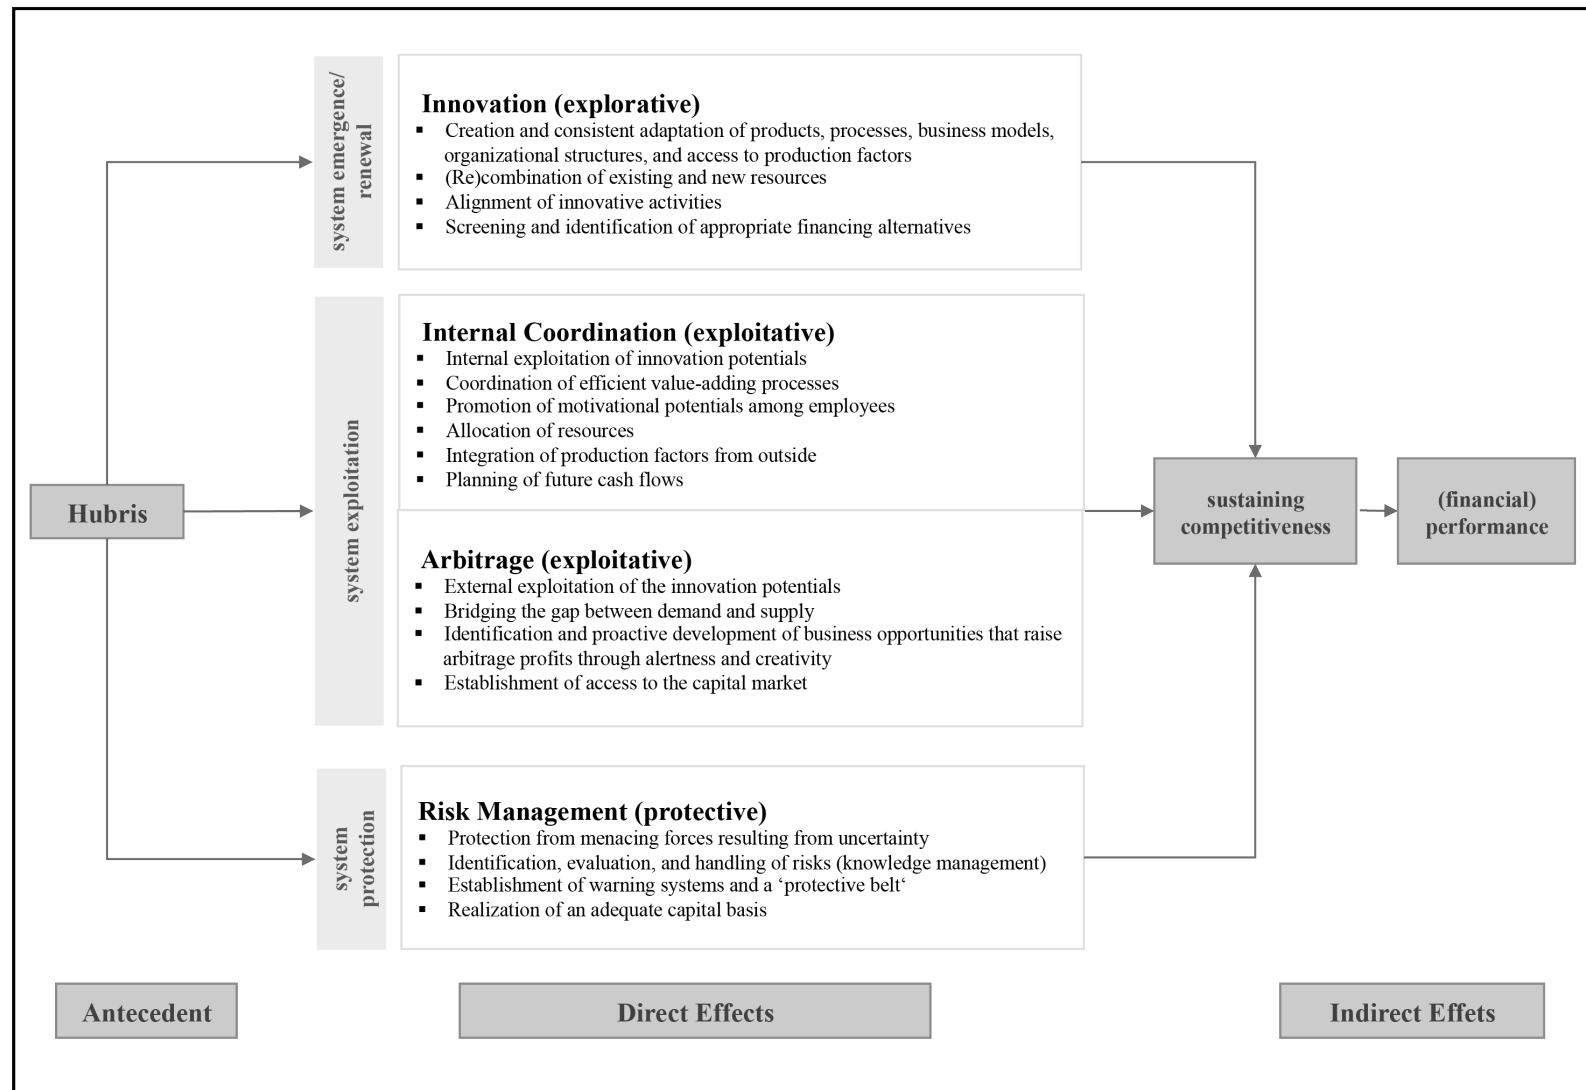 system emergence/
renewal
Innovation (explorative)
▪ Creation and consistent adaptation of products, processes, business models,
organizational structures, and access to production factors
▪ (Re)combination of existing and new resources
▪ Alignment of innovative activities
▪ Screening and identification of appropriate financing alternatives
Hubris
system exploitation
Internal Coordination (exploitative)
▪ Internal exploitation of innovation potentials
▪ Coordination of efficient value-adding processes
▪ Promotion of motivational potentials among employees
▪ Allocation of resources
▪ Integration of production factors from outside
▪ Planning of future cash flows
Arbitrage (exploitative)
▪ External exploitation of the innovation potentials
▪ Bridging the gap between demand and supply
▪ Identification and proactive development of business opportunities that raise
arbitrage profits through alertness and creativity
▪ Establishment of access to the capital market
system
protection
Risk Management (protective)
▪ Protection from menacing forces resulting from uncertainty
▪ Identification, evaluation, and handling of risks (knowledge management)
▪ Establishment of warning systems and a ‘protective belt‘
▪ Realization of an adequate capital basis
sustaining
competitiveness
(financial)
performance
Antecedent
Direct Effects
Indirect Effets